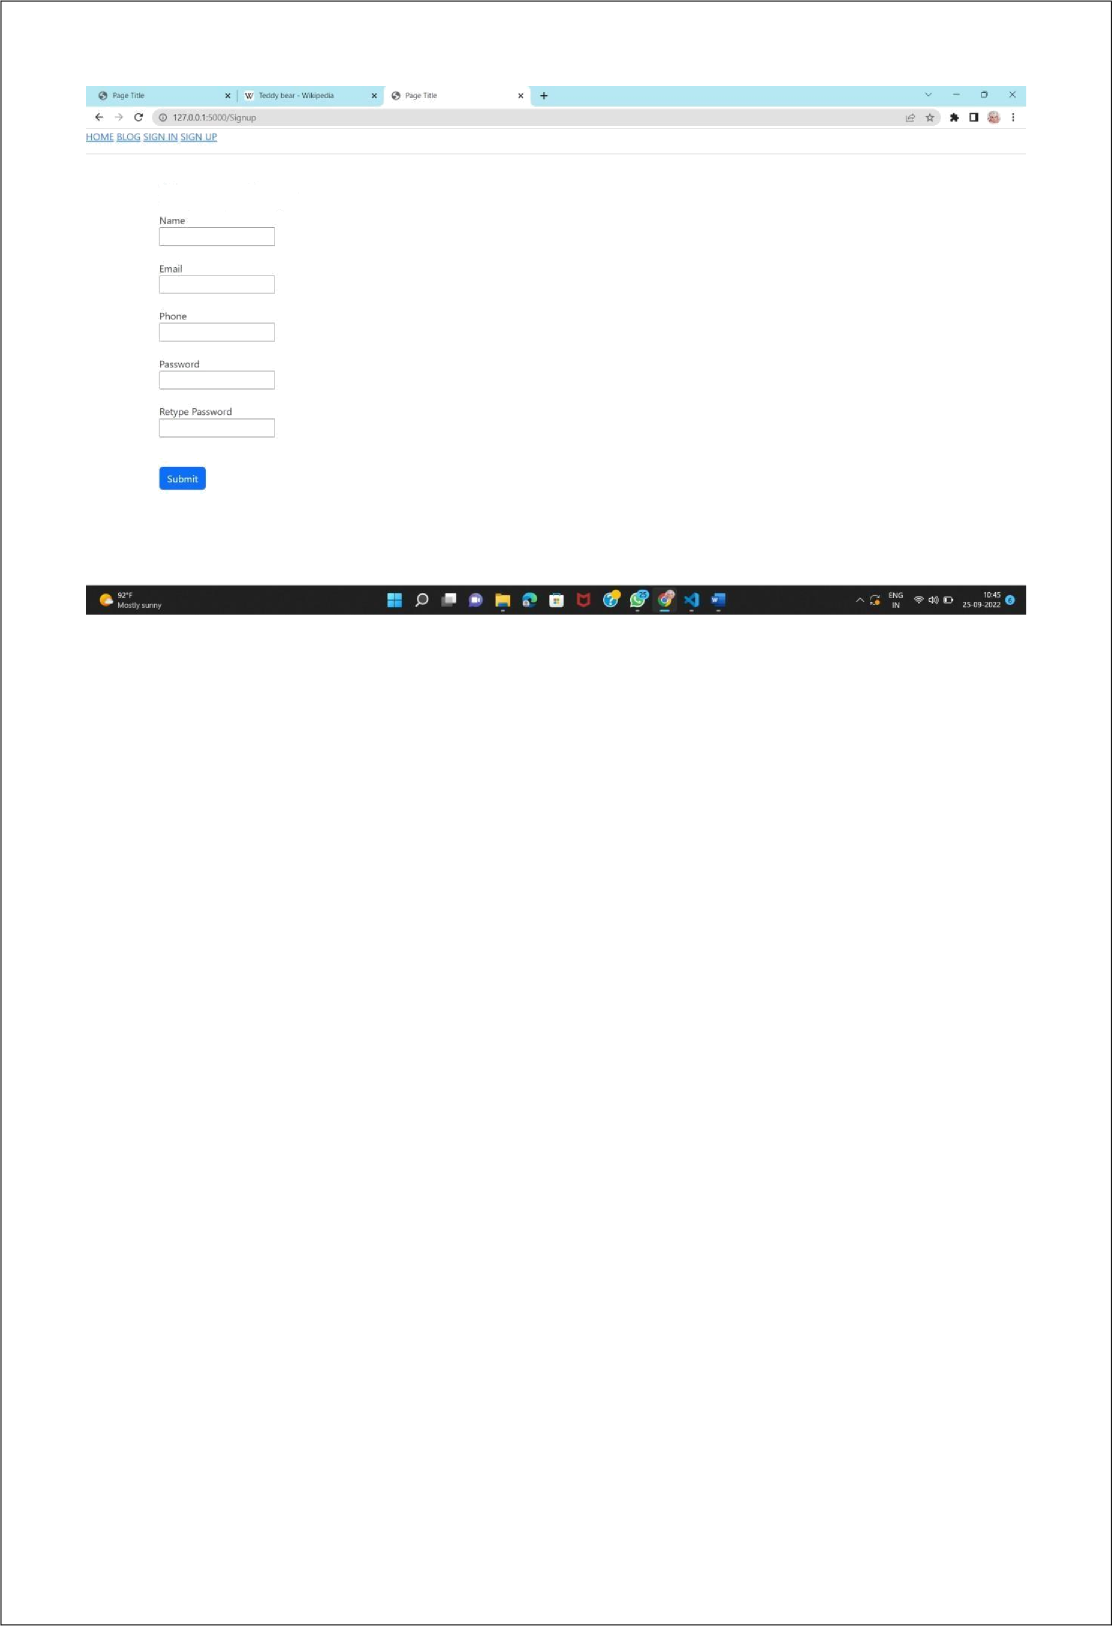 Page Title
Teddy bear - Wikipedia
Page Title
127.0.0.1:5000/Signup
HOME BLOG SIGN IN SIGN UP
Name
Email
Phone
Password
Retype Password
Submit
92°F
Mostly sunny
ENG
IN
10:45
25-09-2022